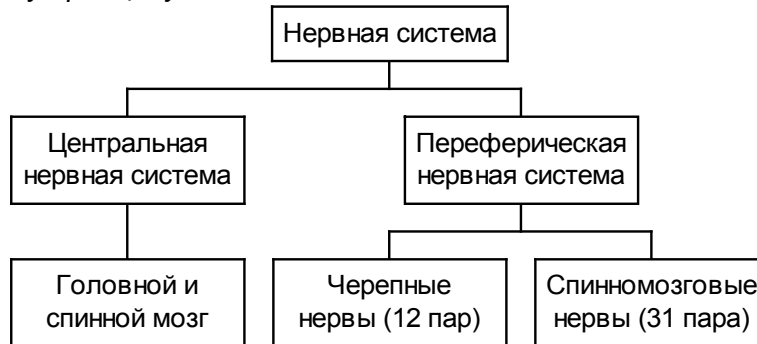 Нервная система
Центральная
нервная система
Переферическая
нервная система
Головной и
спинной мозг
Черепные
нервы (12 пар)
Спинномозговые
нервы (31 пара)